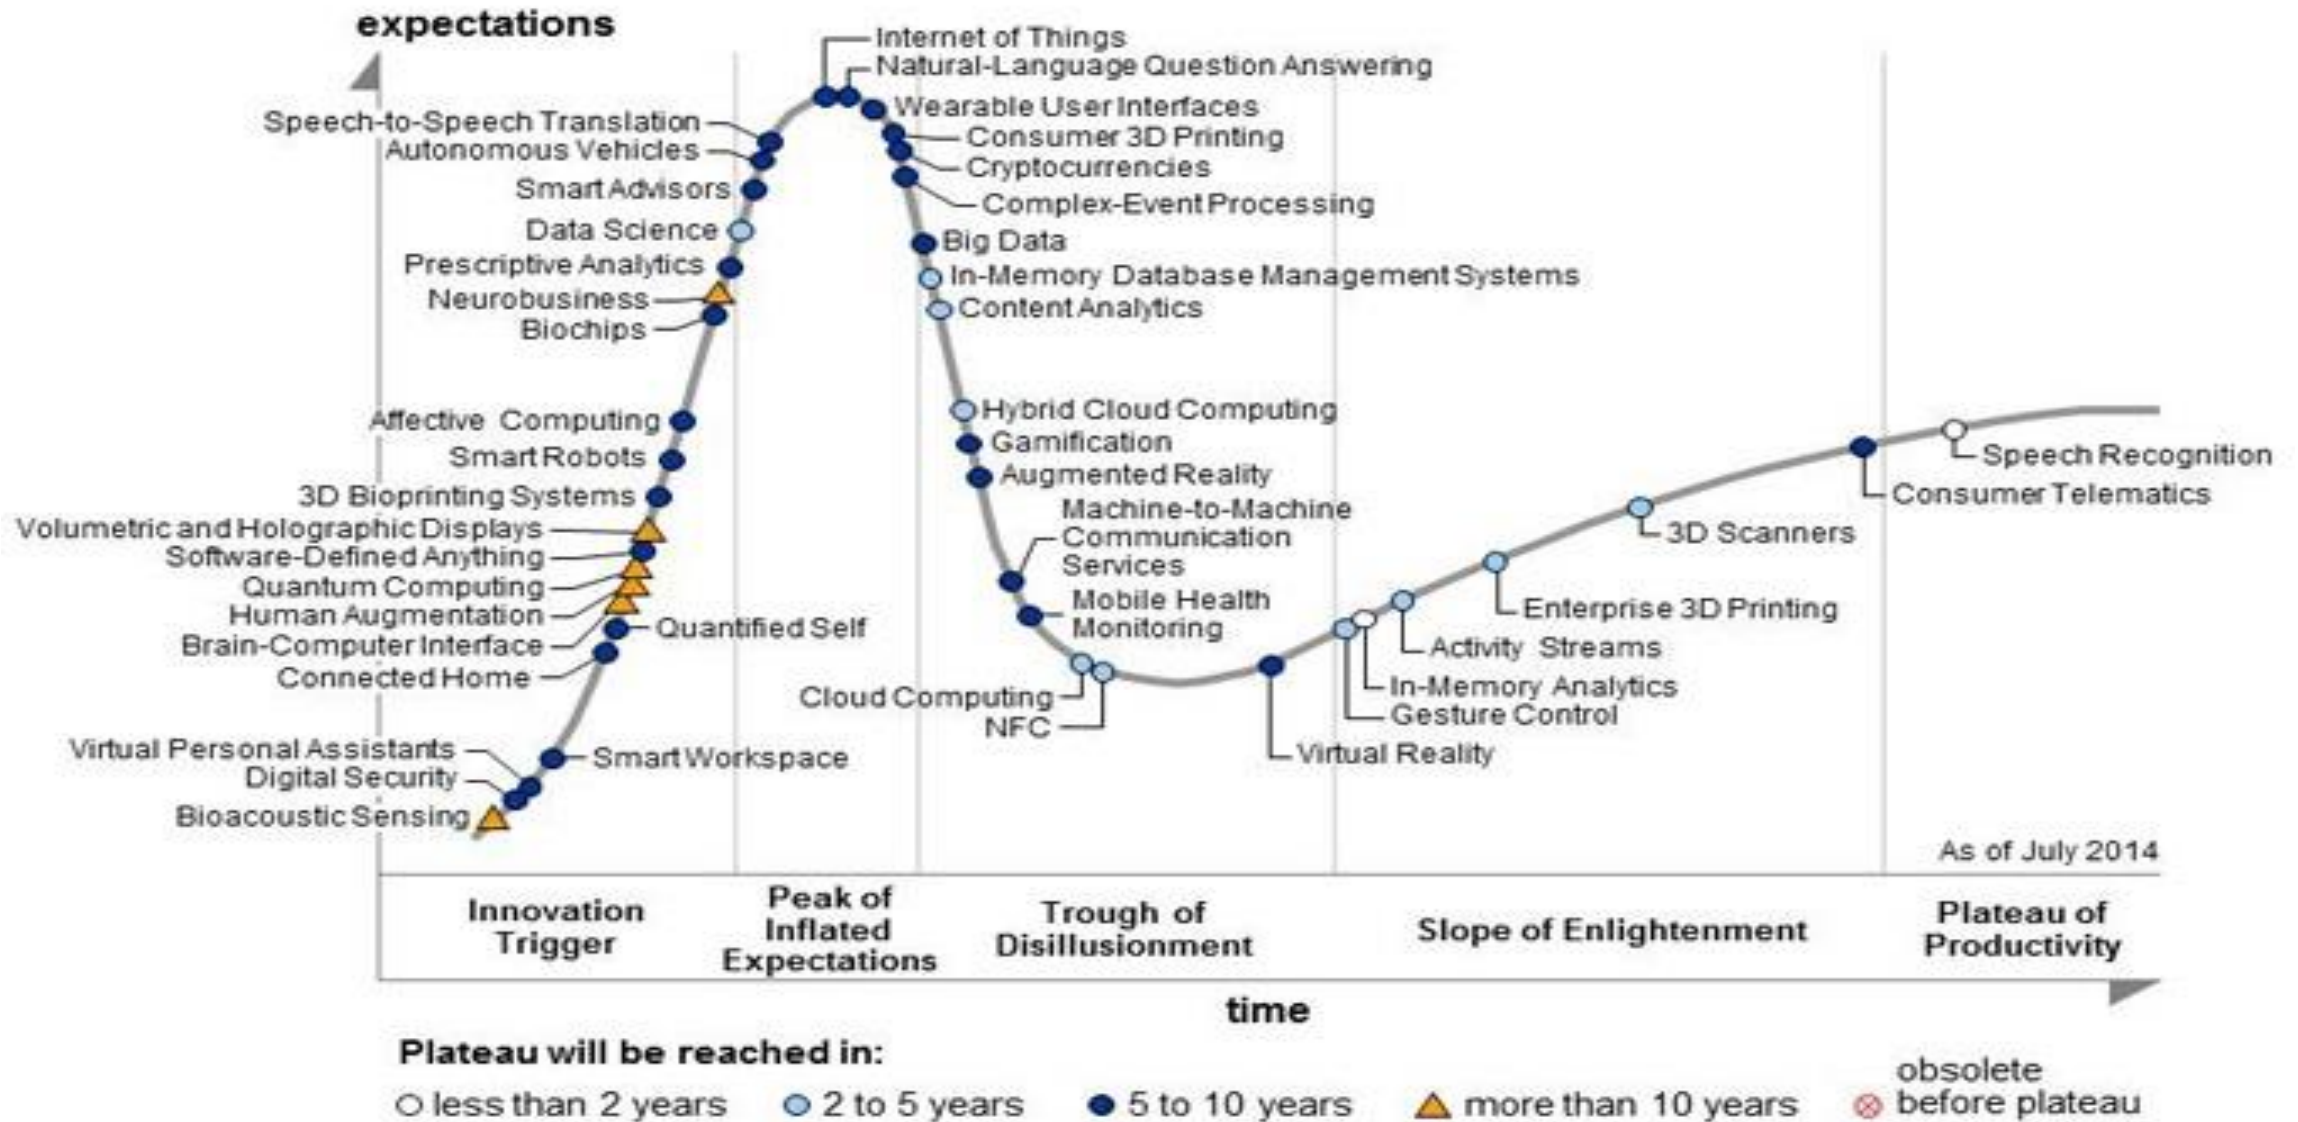 expectations
Internet of Things
Natural-Language Question Answering
Wearable User Interfaces
Speech-to-Speech Translation
Consumer 3D Printing
Autonomous Vehicles
Cryptocurrencies
Smart Advisors
Complex-Event Processing
Data Science
Big Data
Prescriptive Analytics
In-Memory Database Management Systems
Neurobusiness
Content Analytics
Biochips
Hybrid Cloud Computing
Affective Computing
Gamification
Smart Robots
Augmented Reality
3D Bioprinting Systems
Machine-to-Machine
Communication
Services
Volumetric and Holographic Displays
Software-Defined Anything
Quantum Computing
Human Augmentation
Brain-Computer Interface
Connected Home
Quantified Self
Mobile Health
Monitoring
Cloud Computing
NFC
Virtual Personal Assistants
Digital Security
Bioacoustic Sensing
Smart Workspace
Virtual Reality
Gesture Control
In-Memory Analytics
Activity Streams
Enterprise 3D Printing
3D Scanners
Consumer Telematics
Speech Recognition
As of July 2014
Innovation
Trigger
Peak of
Inflated
Expectations
Trough of
Disillusionment
Slope of Enlightenment
Plateau of
Productivity
time
Plateau will be reached in:
less than 2 years
2 to 5 years
5 to 10 years
more than 10 years
obsolete
before plateau